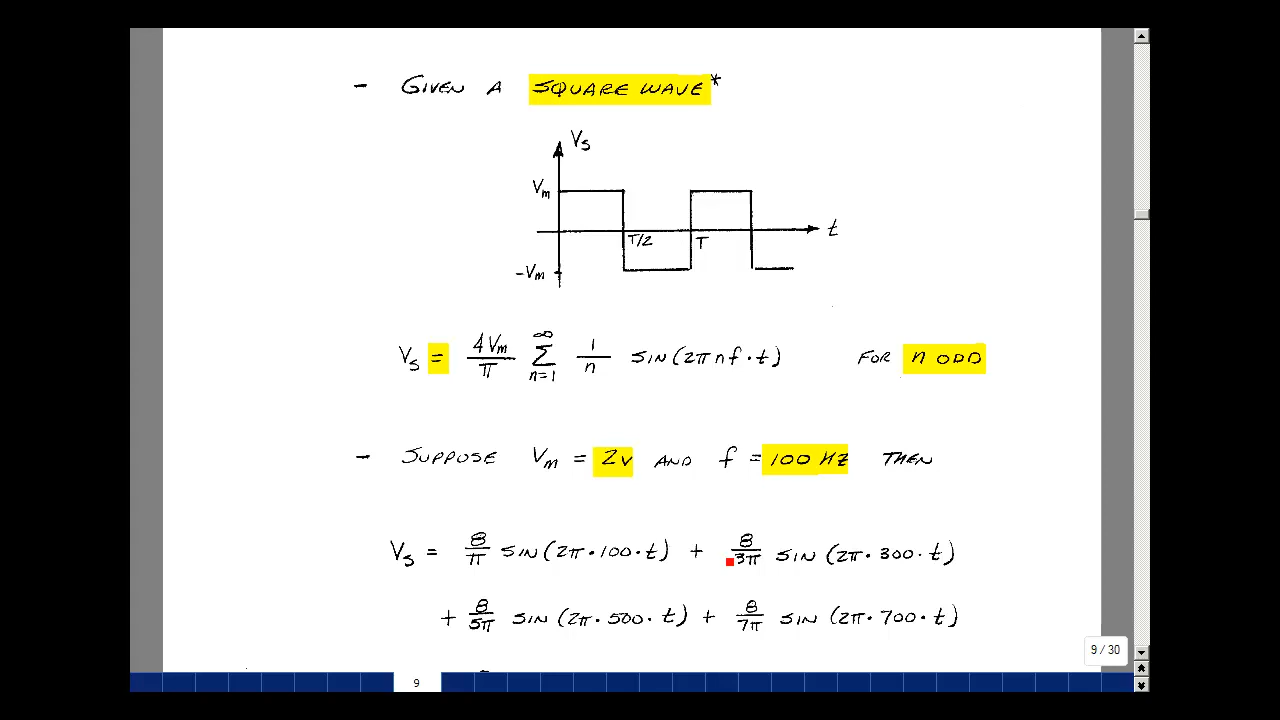 - GIVEN A SQUARE WAVE*
Vs
Vm
t
T/2
T
-Vm
Vs = 4Vm/π ∑ n=1 ∞ 1/n SIN(2πnf·t) FOR n ODD
- SUPPOSE Vm = 2V AND f = 100 HZ THEN
Vs = 8/π SIN(2π·100·t) + 8/3π SIN(2π·300·t)
+ 8/5π SIN(2π·500·t) + 8/7π SIN(2π·700·t)
9 / 30
9